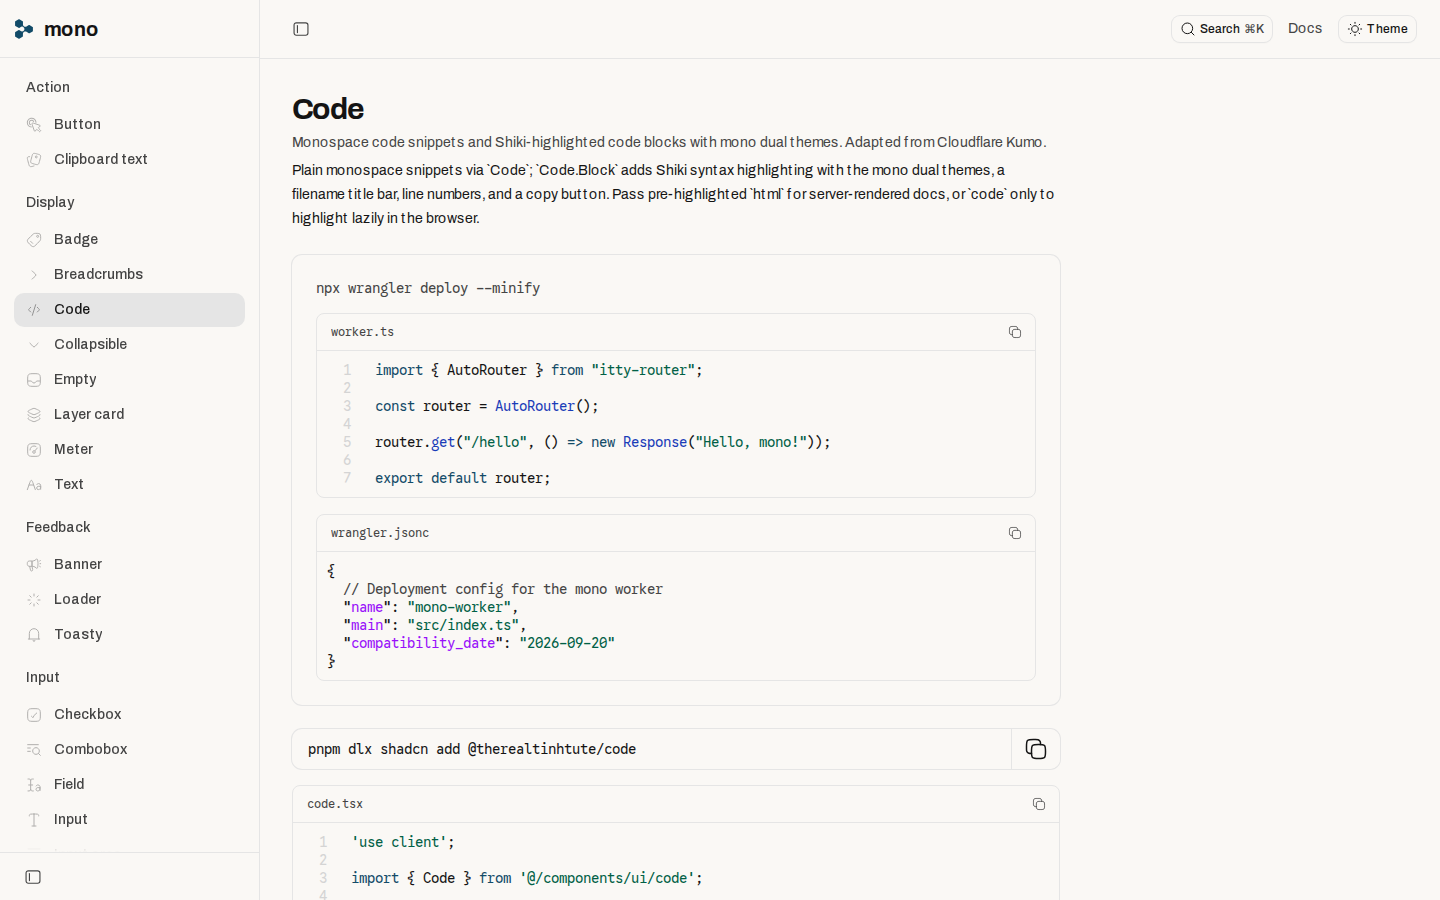 mono
Search ⌘K
Docs
Theme
Action
Button
Clipboard text
Display
Badge
Breadcrumbs
Code
Collapsible
Empty
Layer card
Meter
Text
Feedback
Banner
Loader
Toasty
Input
Checkbox
Combobox
Field
Input
Code
Monospace code snippets and Shiki-highlighted code blocks with mono dual themes. Adapted from Cloudflare Kumo.
Plain monospace snippets via `Code`; `Code.Block` adds Shiki syntax highlighting with the mono dual themes, a
filename title bar, line numbers, and a copy button. Pass pre-highlighted `html` for server-rendered docs, or `code` only to
highlight lazily in the browser.
npx wrangler deploy --minify
worker.ts
1 import { AutoRouter } from "itty-router";
2
3 const router = AutoRouter();
4
5 router.get("/hello", () => new Response("Hello, mono!"));
6
7 export default router;
wrangler.jsonc
{
// Deployment config for the mono worker
"name": "mono-worker",
"main": "src/index.ts",
"compatibility_date": "2026-09-20"
}
pnpm dlx shadcn add @therealtinhtute/code
code.tsx
1 'use client';
2
3 import { Code } from '@/components/ui/code';
4